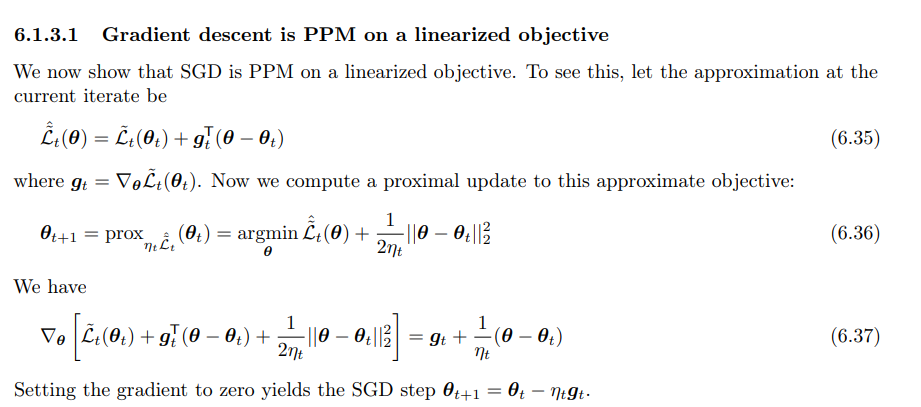 6.1.3.1 Gradient descent is PPM on a linearized objective
We now show that SGD is PPM on a linearized objective. To see this, let the approximation at the
current iterate be
$\hat{\tilde{\mathcal{L}}}_t(\boldsymbol{\theta}) = \tilde{\mathcal{L}}_t(\boldsymbol{\theta}_t) + \boldsymbol{g}_t^{\mathsf{T}}(\boldsymbol{\theta} - \boldsymbol{\theta}_t)$ (6.35)
where $\boldsymbol{g}_t = \nabla_{\boldsymbol{\theta}} \tilde{\mathcal{L}}_t(\boldsymbol{\theta}_t)$. Now we compute a proximal update to this approximate objective:
$\boldsymbol{\theta}_{t+1} = \operatorname{prox}_{\eta_t \hat{\tilde{\mathcal{L}}}_t}(\boldsymbol{\theta}_t) = \underset{\boldsymbol{\theta}}{\operatorname{argmin}}\, \hat{\tilde{\mathcal{L}}}_t(\boldsymbol{\theta}) + \frac{1}{2\eta_t}||\boldsymbol{\theta} - \boldsymbol{\theta}_t||_2^2$ (6.36)
We have
$\nabla_{\boldsymbol{\theta}} \left[ \tilde{\mathcal{L}}_t(\boldsymbol{\theta}_t) + \boldsymbol{g}_t^{\mathsf{T}}(\boldsymbol{\theta} - \boldsymbol{\theta}_t) + \frac{1}{2\eta_t}||\boldsymbol{\theta} - \boldsymbol{\theta}_t||_2^2 \right] = \boldsymbol{g}_t + \frac{1}{\eta_t}(\boldsymbol{\theta} - \boldsymbol{\theta}_t)$ (6.37)
Setting the gradient to zero yields the SGD step $\boldsymbol{\theta}_{t+1} = \boldsymbol{\theta}_t - \eta_t \boldsymbol{g}_t$.